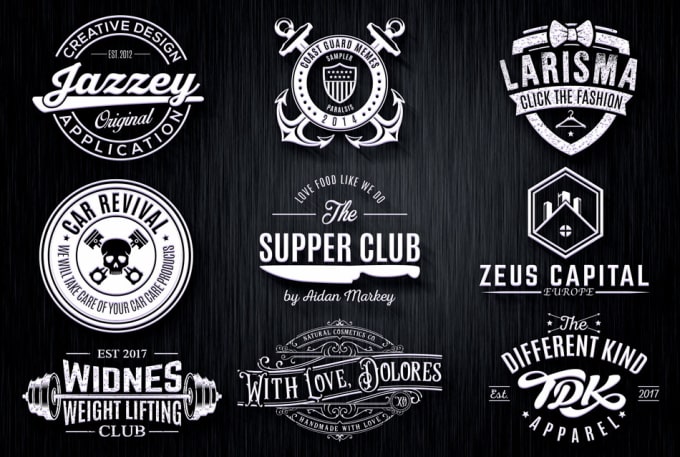 CREATIVE DESIGN
EST. 2012
Jazzey
Original
APPLICATION
COAST GUARD MEMES
SAMPLER
PARALSIS
2014
LARISMA
CLICK THE FASHION
CAR REVIVAL
WE WILL TAKE CARE OF YOUR CAR CARE PRODUCTS
LOVE FOOD LIKE WE DO
The
SUPPER CLUB
by Aidan Markey
ZEUS CAPITAL
EUROPE
EST 2017
WIDNES
WEIGHT LIFTING
CLUB
NATURAL COSMETICS CO.
WITH LOVE, DOLORES
HANDMADE WITH LOVE
The
DIFFERENT KIND
Est. TDK 2017
APPAREL